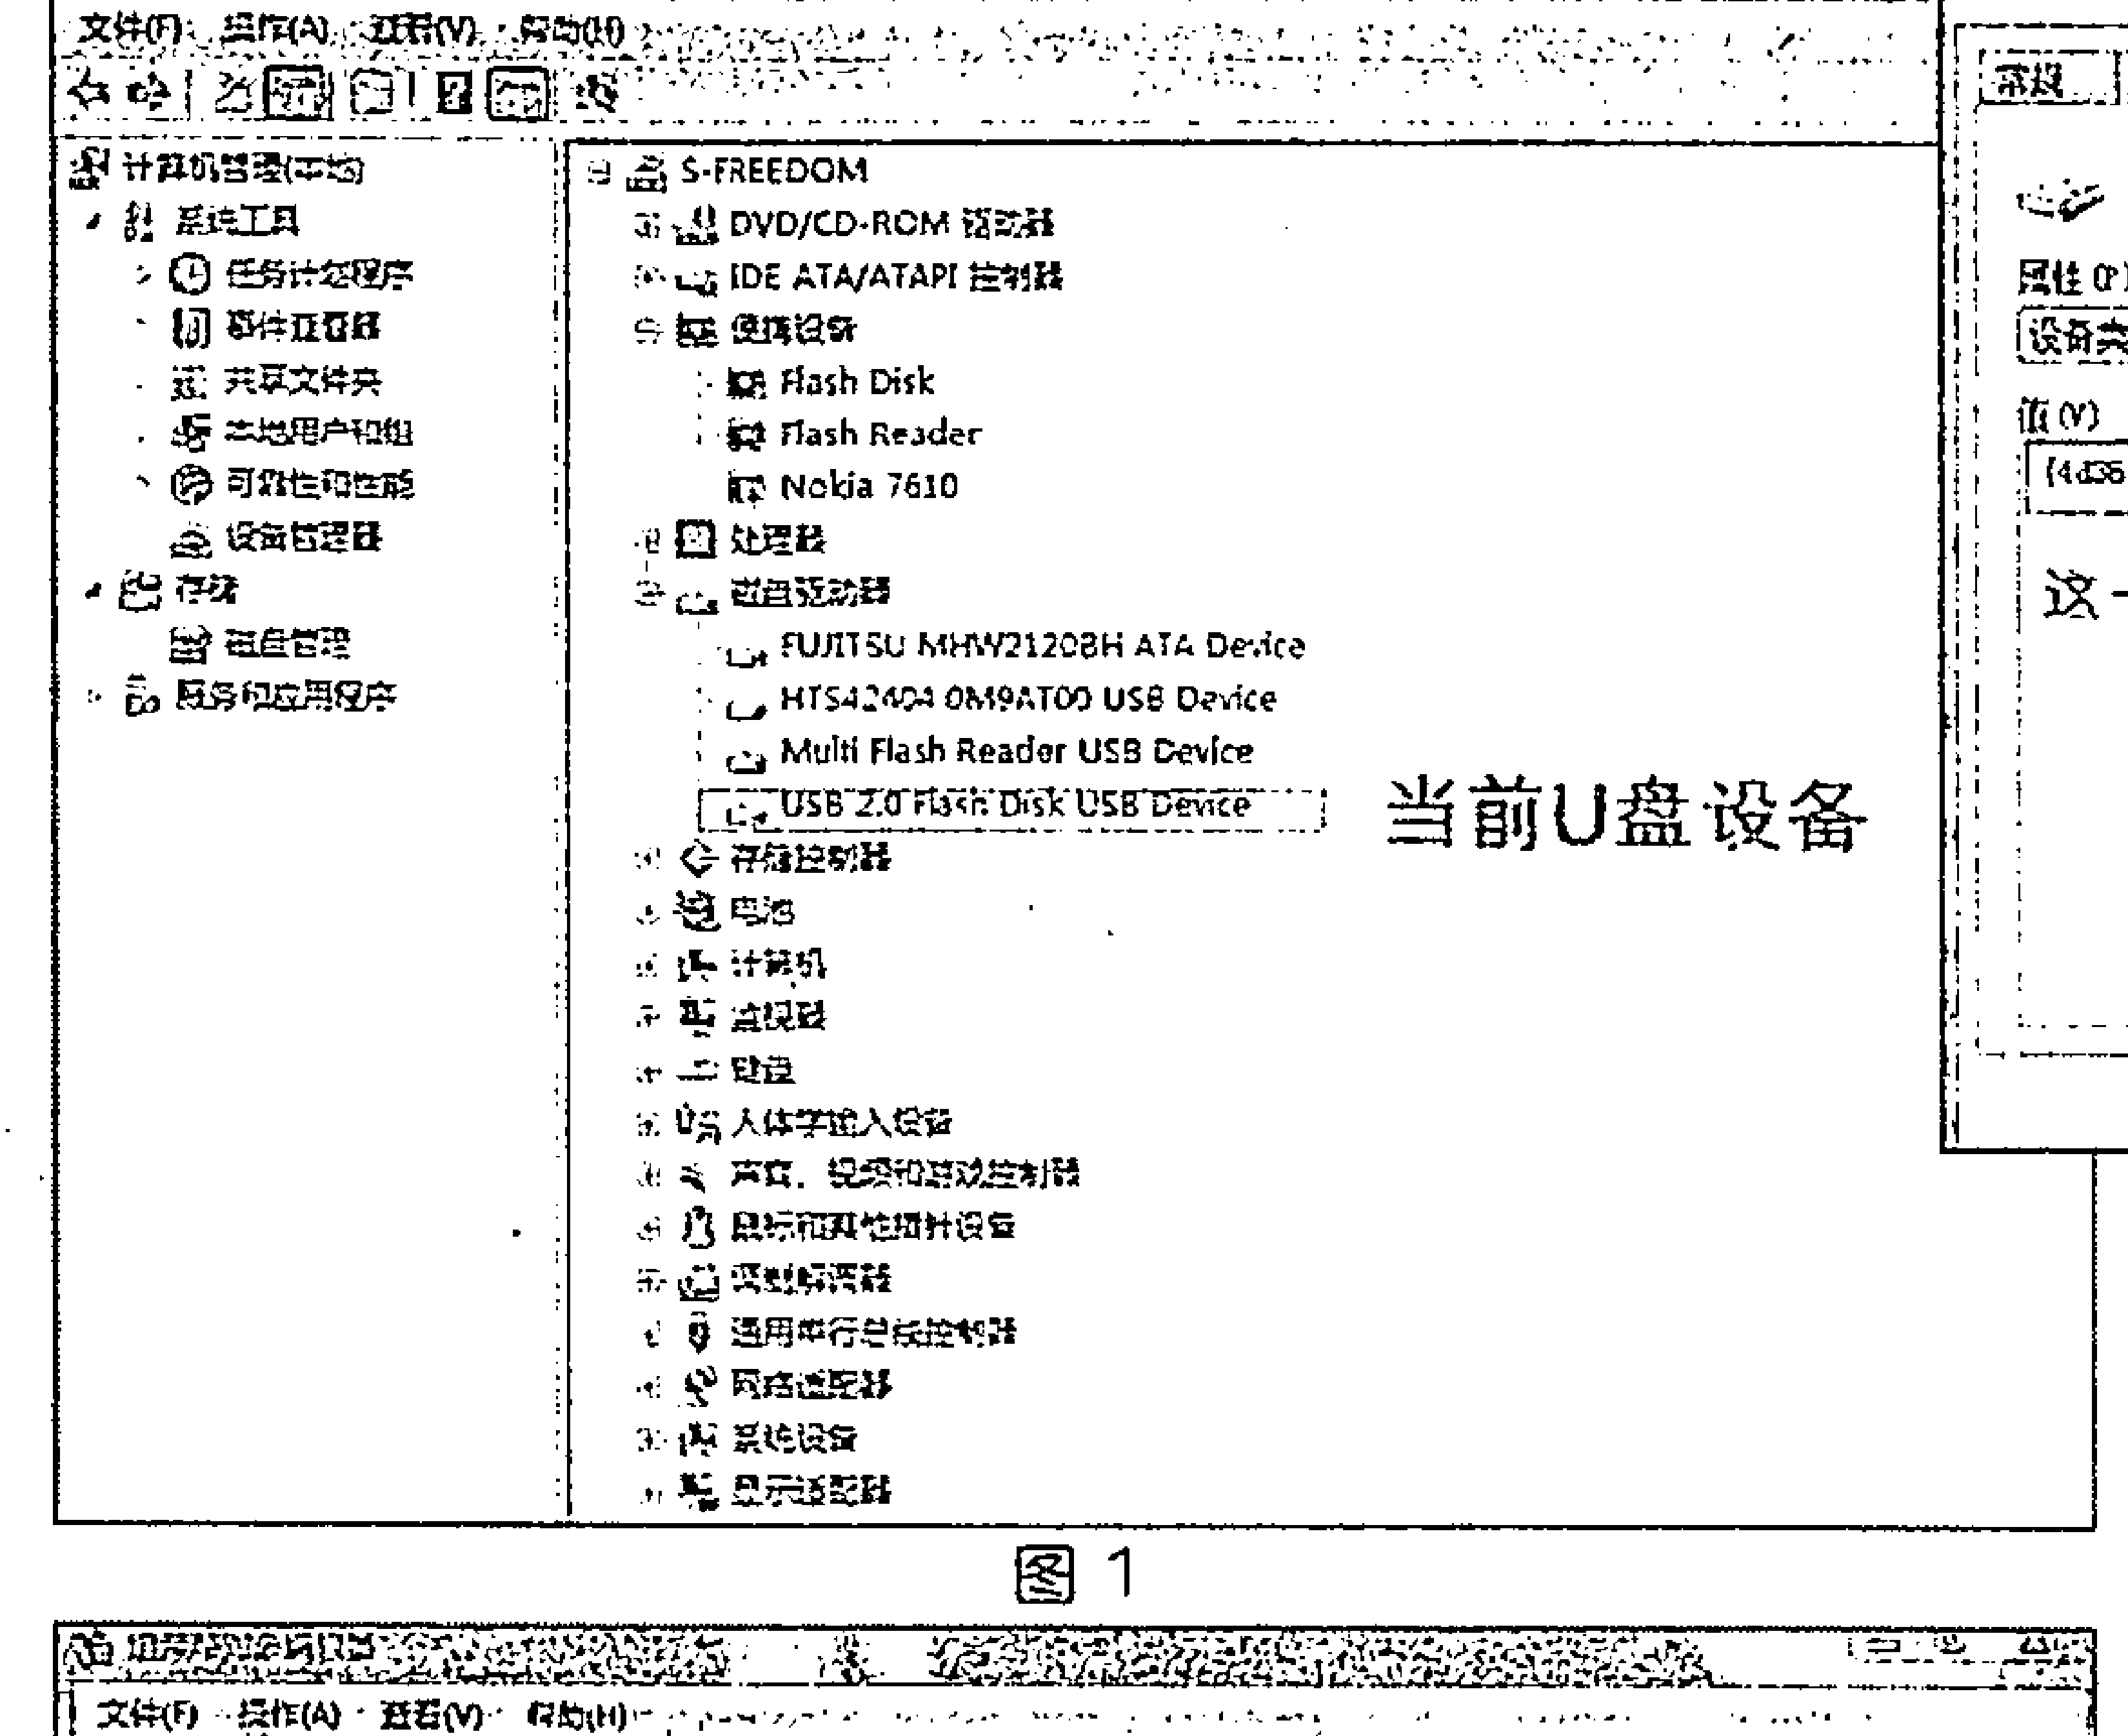 文件(F) 操作(A) 查看(V) 帮助(H)
计算机管理(本地)
系统工具
任务计划程序
事件查看器
共享文件夹
本地用户和组
可靠性和性能
设备管理器
存储
磁盘管理
服务和应用程序
S-FREEDOM
DVD/CD-ROM 驱动器
IDE ATA/ATAPI 控制器
便携设备
Flash Disk
Flash Reader
Nokia 7610
处理器
磁盘驱动器
FUJITSU MHW2120BH ATA Device
HTS42404 0M9AT00 USB Device
Multi Flash Reader USB Device
USB 2.0 Flash Disk USB Device
当前U盘设备
存储控制器
电池
计算机
监视器
键盘
人体学输入设备
声音、视频和游戏控制器
鼠标和其他指针设备
调制解调器
通用串行总线控制器
网络适配器
系统设备
显示适配器
常规
属性(P)
设备类
值(V)
{4d36
这
图 1
文件(F) 操作(A) 查看(V) 帮助(H)